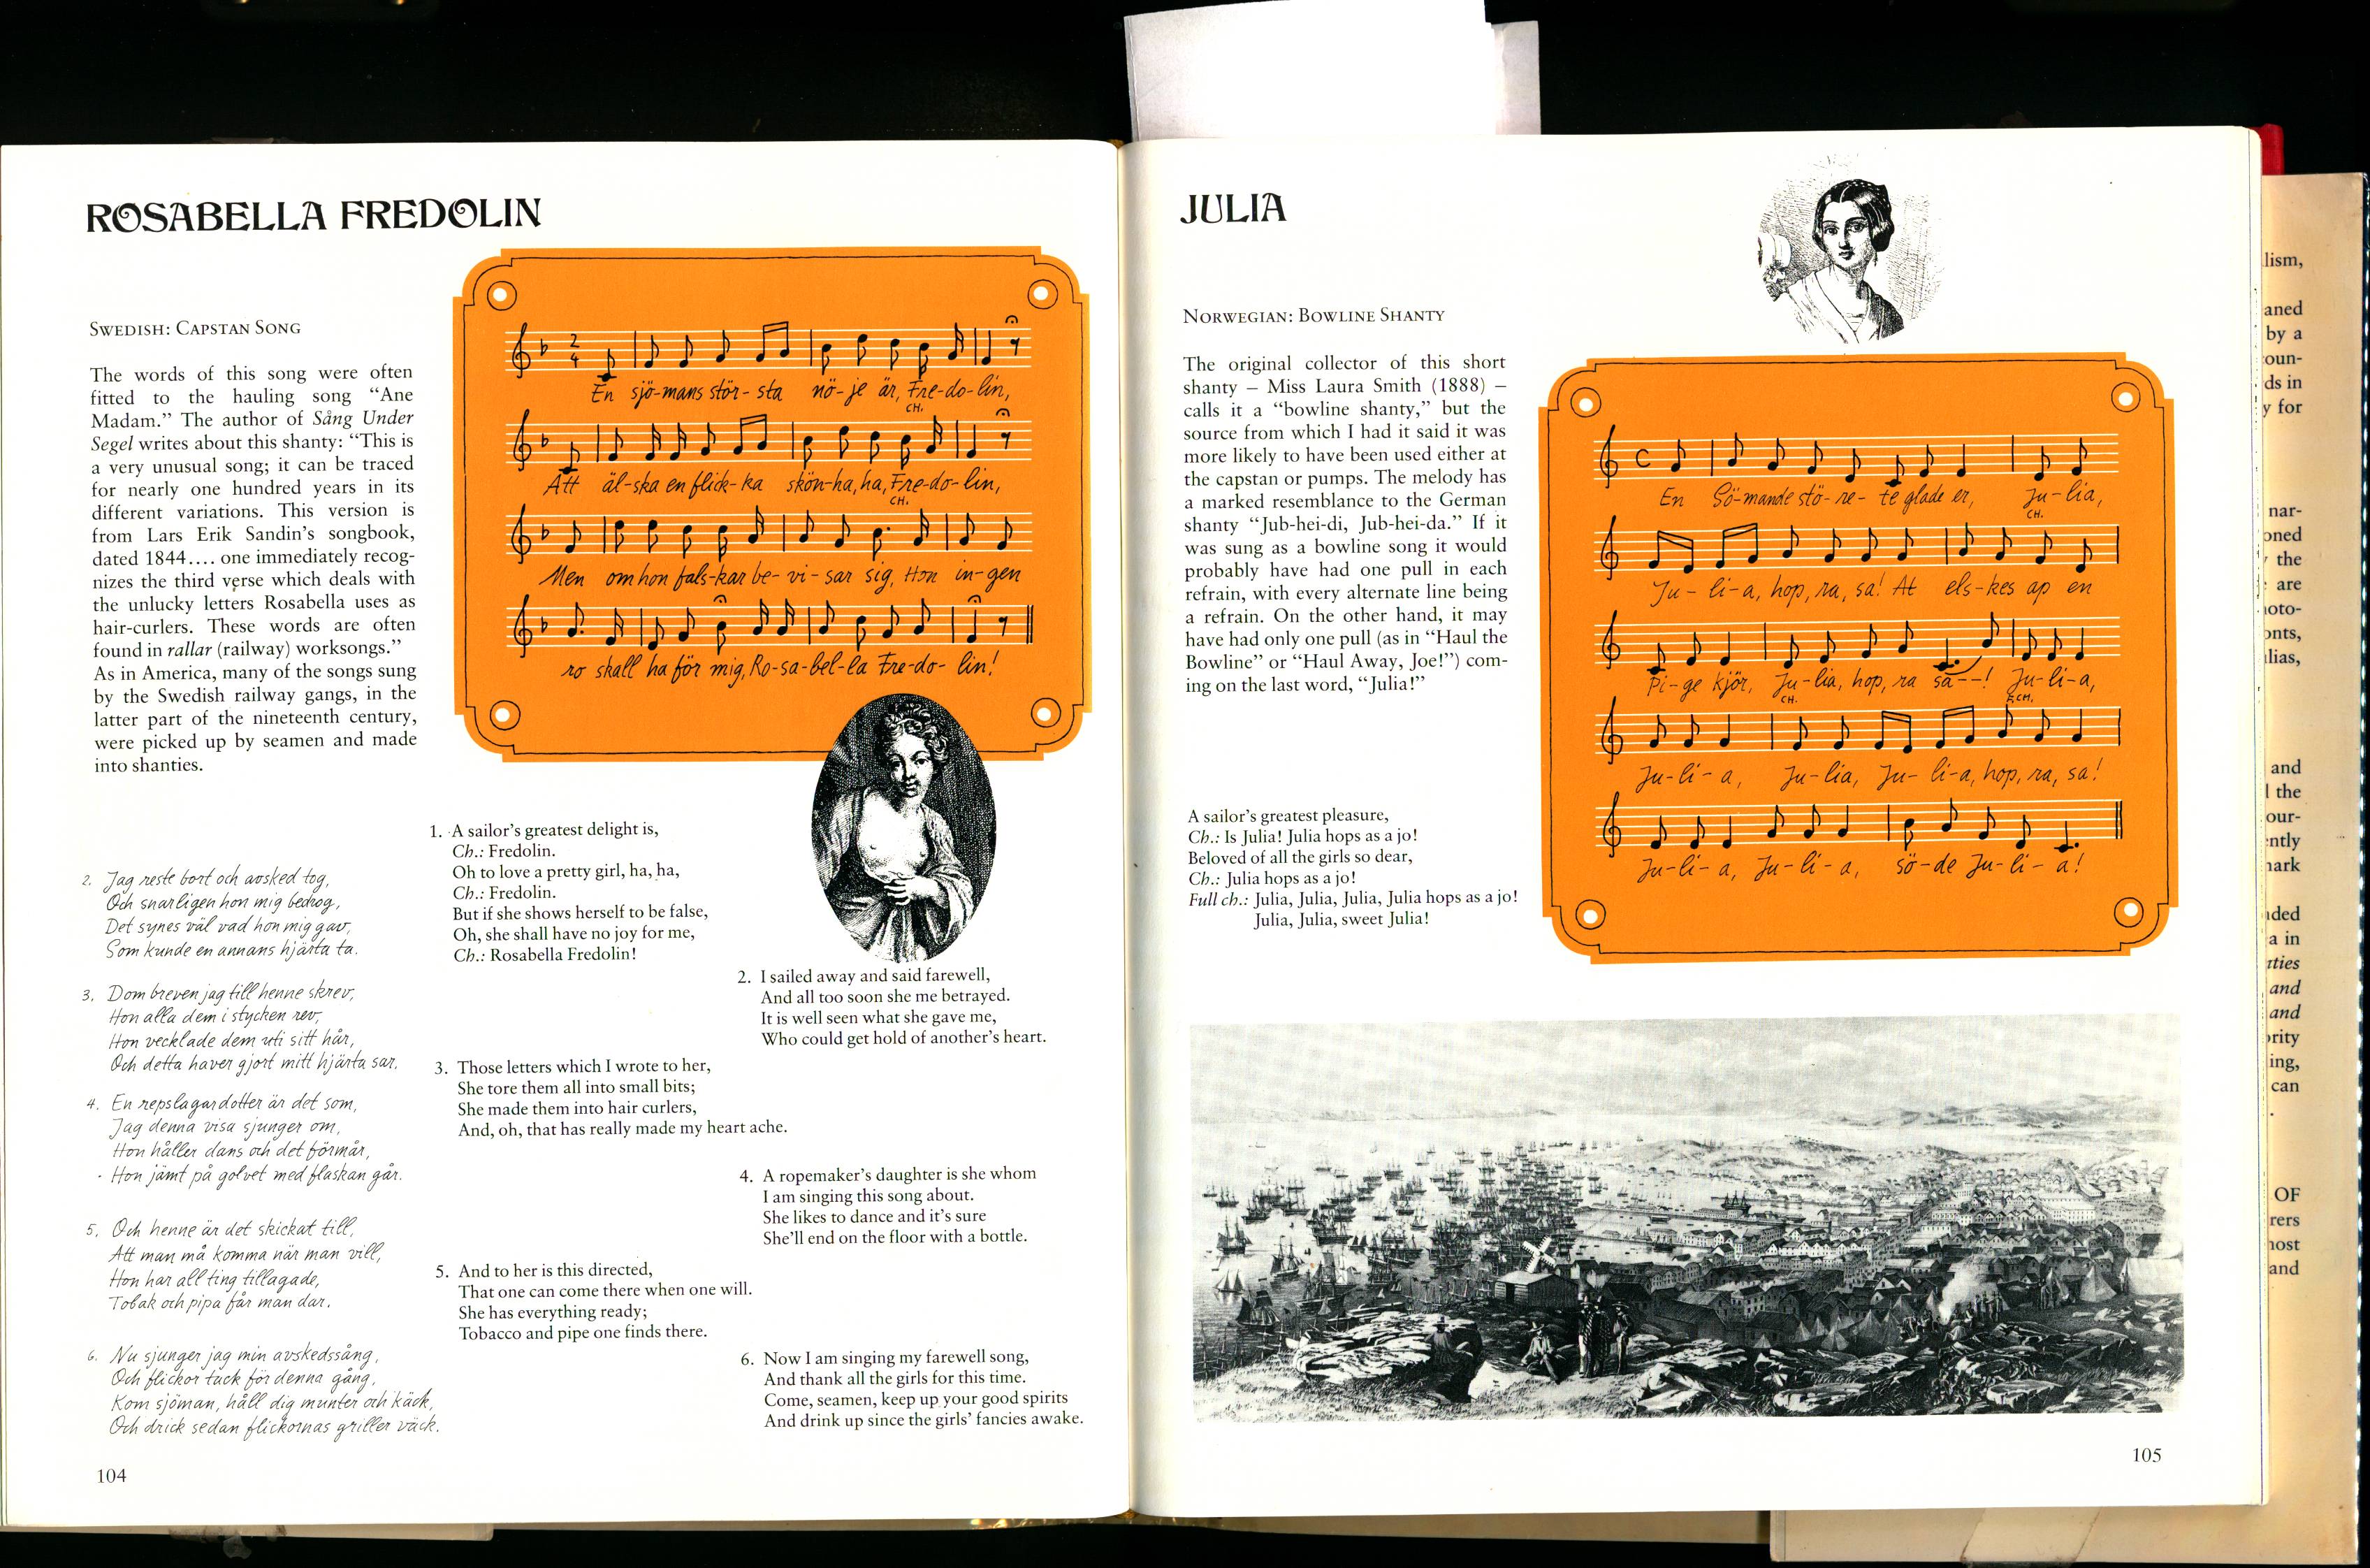 ROSABELLA FREDOLIN
SWEDISH: CAPSTAN SONG
The words of this song were often
fitted to the hauling song “Ane
Madam.” The author of Sång Under
Segel writes about this shanty: “This is
a very unusual song; it can be traced
for nearly one hundred years in its
different variations. This version is
from Lars Erik Sandin’s songbook,
dated 1844.... one immediately recog-
nizes the third verse which deals with
the unlucky letters Rosabella uses as
hair-curlers. These words are often
found in rallar (railway) worksongs.”
As in America, many of the songs sung
by the Swedish railway gangs, in the
latter part of the nineteenth century,
were picked up by seamen and made
into shanties.
2 4
En sjö-mans stör-sta nö-je är, Fre-do-lin,
CH.
Att äl-ska en flick-ka skön-ha, ha, Fre-do-lin,
CH.
Men om hon fals-kar be-vi-sar sig, Hon in-gen
ro skall ha för mig, Ro-sa-bel-la Fre-do-lin!
1. A sailor’s greatest delight is,
Ch.: Fredolin.
Oh to love a pretty girl, ha, ha,
Ch.: Fredolin.
But if she shows herself to be false,
Oh, she shall have no joy for me,
Ch.: Rosabella Fredolin!
2. I sailed away and said farewell,
And all too soon she me betrayed.
It is well seen what she gave me,
Who could get hold of another’s heart.
3. Those letters which I wrote to her,
She tore them all into small bits;
She made them into hair curlers,
And, oh, that has really made my heart ache.
4. A ropemaker’s daughter is she whom
I am singing this song about.
She likes to dance and it’s sure
She’ll end on the floor with a bottle.
5. And to her is this directed,
That one can come there when one will.
She has everything ready;
Tobacco and pipe one finds there.
6. Now I am singing my farewell song,
And thank all the girls for this time.
Come, seamen, keep up your good spirits
And drink up since the girls’ fancies awake.
2. Jag reste bort och avsked tog,
Och snarligen hon mig bedrog,
Det synes väl vad hon mig gav,
Som kunde en annans hjärta ta.
3. Dom breven jag till henne skrev,
Hon alla dem i stycken rev,
Hon vecklade dem uti sitt hår,
Och detta haver gjort mitt hjärta sar.
4. En repslagardotter är det som,
Jag denna visa sjunger om,
Hon håller dans och det förmår,
Hon jämt på golvet med flaskan går.
5. Och henne är det skickat till,
Att man må komma när man vill,
Hon har all ting tillagade,
Tobak och pipa får man dar.
6. Nu sjunger jag min avskedssång,
Och flickor tack för denna gång,
Kom sjöman, håll dig munter och käck,
Och drick sedan flickornas griller väck.
104
JULIA
NORWEGIAN: BOWLINE SHANTY
The original collector of this short
shanty – Miss Laura Smith (1888) –
calls it a “bowline shanty,” but the
source from which I had it said it was
more likely to have been used either at
the capstan or pumps. The melody has
a marked resemblance to the German
shanty “Jub-hei-di, Jub-hei-da.” If it
was sung as a bowline song it would
probably have had one pull in each
refrain, with every alternate line being
a refrain. On the other hand, it may
have had only one pull (as in “Haul the
Bowline” or “Haul Away, Joe!”) com-
ing on the last word, “Julia!”
C
En Sö-mande stö-re-te glade er, Ju-lia,
CH.
Ju-li-a, hop, ra, sa! At els-kes ap en
Pi-ge kjör, Ju-lia, hop, ra sa--! Ju-li-a,
CH. F.CH.
Ju-li-a, Ju-lia, Ju-li-a, hop, ra, sa!
Ju-li-a, Ju-li-a, sö-de Ju-li-a!
A sailor’s greatest pleasure,
Ch.: Is Julia! Julia hops as a jo!
Beloved of all the girls so dear,
Ch.: Julia hops as a jo!
Full ch.: Julia, Julia, Julia, Julia hops as a jo!
Julia, Julia, sweet Julia!
105
lism,
aned
by a
oun-
ds in
y for
nar-
oned
the
are
oto-
onts,
lias,
and
the
our-
ntly
nark
ded
a in
rties
and
and
ority
ing,
can
OF
rers
nost
and